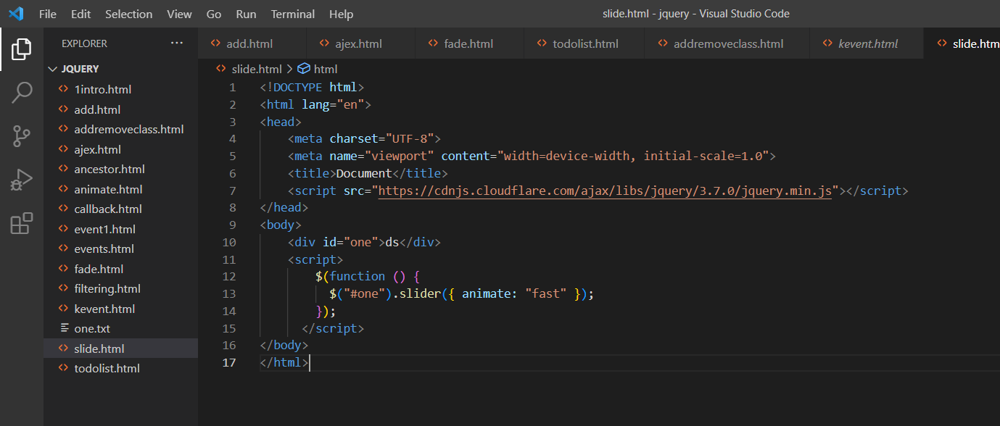 File Edit Selection View Go Run Terminal Help
slide.html - jquery - Visual Studio Code
EXPLORER ···
JQUERY
1intro.html
add.html
addremoveclass.html
ajex.html
ancestor.html
animate.html
callback.html
event1.html
events.html
fade.html
filtering.html
kevent.html
one.txt
slide.html
todolist.html
add.html ajex.html fade.html todolist.html addremoveclass.html kevent.html slide.htm
slide.html > html
1 <!DOCTYPE html>
2 <html lang="en">
3 <head>
4 <meta charset="UTF-8">
5 <meta name="viewport" content="width=device-width, initial-scale=1.0">
6 <title>Document</title>
7 <script src="https://cdnjs.cloudflare.com/ajax/libs/jquery/3.7.0/jquery.min.js"></script>
8 </head>
9 <body>
10 <div id="one">ds</div>
11 <script>
12 $(function () {
13 $("#one").slider({ animate: "fast" });
14 });
15 </script>
16 </body>
17 </html>